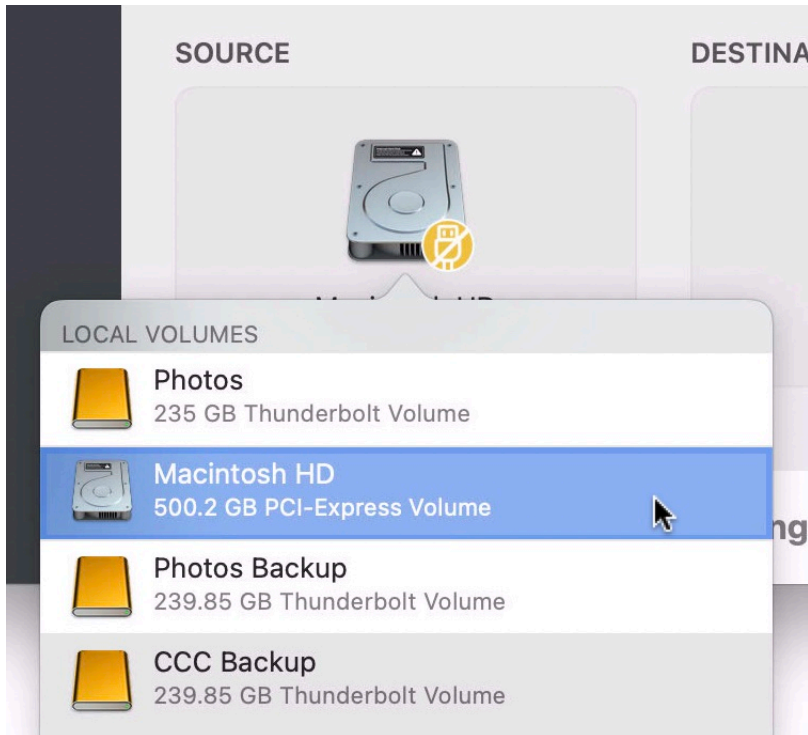 SOURCE
DESTINA
LOCAL VOLUMES
Photos
235 GB Thunderbolt Volume
Macintosh HD
500.2 GB PCI-Express Volume
ng
Photos Backup
239.85 GB Thunderbolt Volume
CCC Backup
239.85 GB Thunderbolt Volume